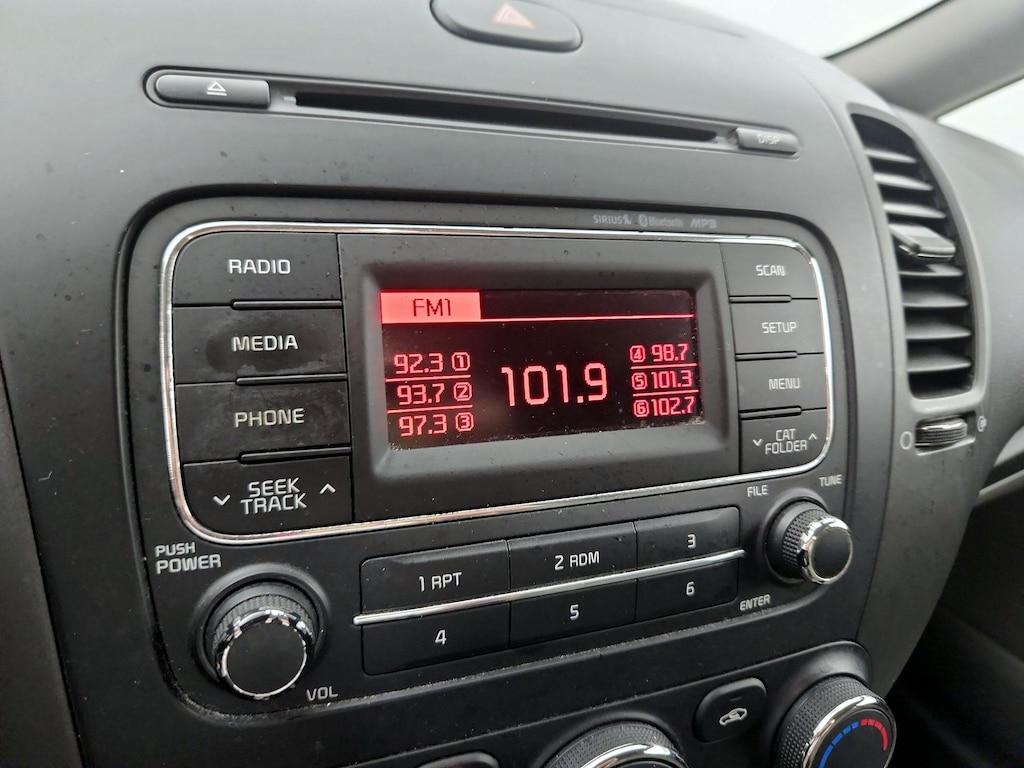 DISP
SIRIUS Bluetooth MP3
RADIO
MEDIA
PHONE
SEEK
TRACK
FM1
92.3 1
93.7 2
97.3 3
101.9
4 98.7
5 101.3
6 102.7
SCAN
SETUP
MENU
CAT
FOLDER
PUSH
POWER
VOL
1 RPT
2 RDM
3
4
5
6
FILE
TUNE
ENTER